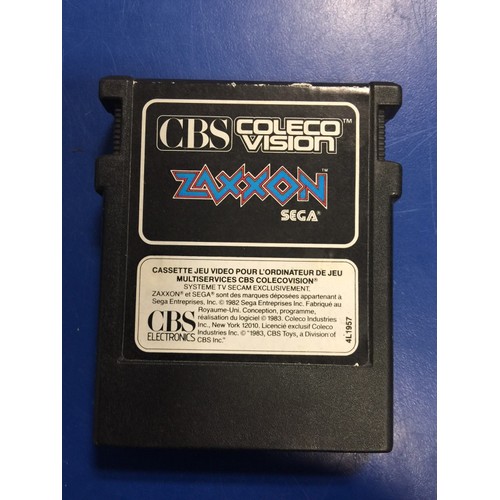 CBS COLECO VISION™
ZAXXON™
SEGA®
CASSETTE JEU VIDEO POUR L'ORDINATEUR DE JEU
MULTISERVICES CBS COLECOVISION®
SYSTEME TV SECAM EXCLUSIVEMENT.
ZAXXON® et SEGA® sont des marques déposées appartenant à
Sega Entreprises, Inc. © 1982 Sega Entreprises Inc. Fabriqué au
Royaume-Uni. Conception, programme,
réalisation du logiciel © 1983. Coleco Industries
Inc., New York 12010. Licencié exclusif Coleco
Industries Inc. © "1983, CBS Toys, a Division of
CBS Inc."
CBS
ELECTRONICS
4L1957